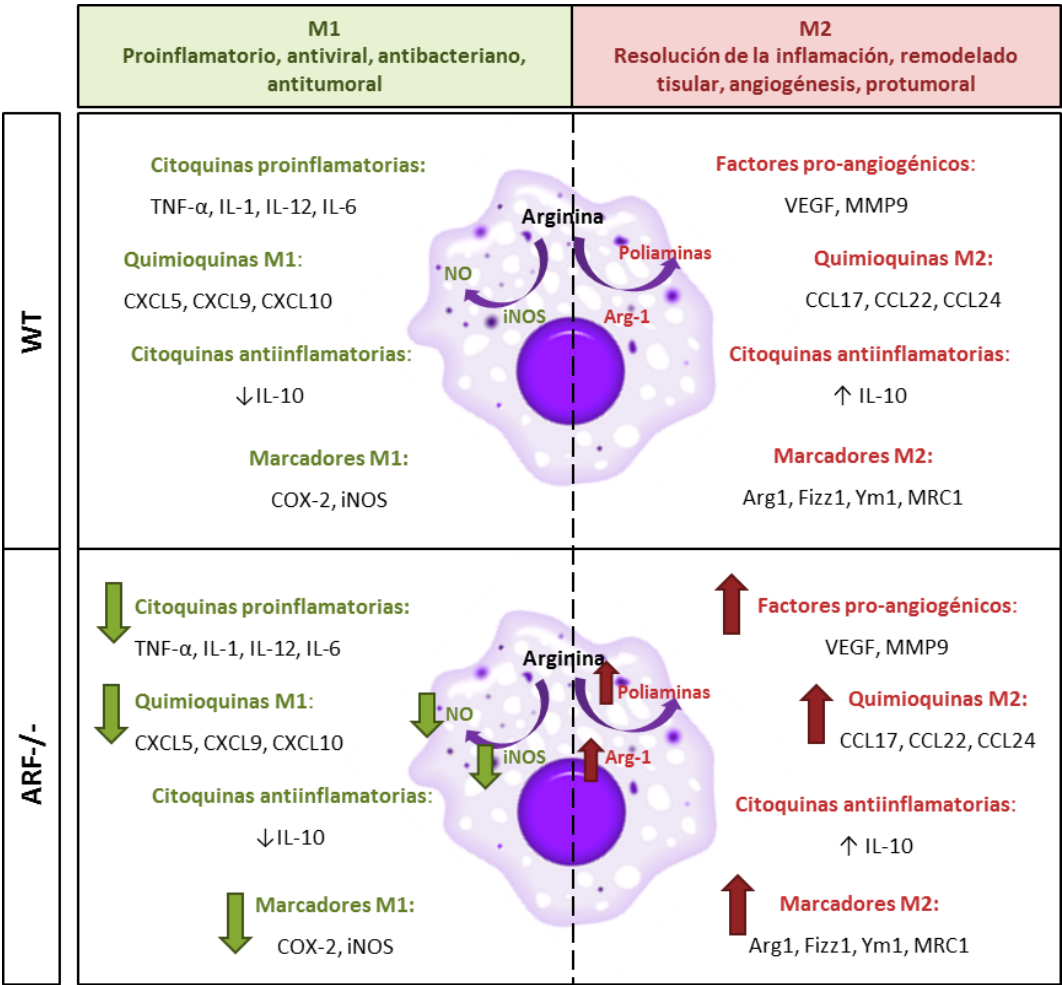 M1
Proinflamatorio, antiviral, antibacteriano,
antitumoral
M2
Resolución de la inflamación, remodelado
tisular, angiogénesis, protumoral
WT
Citoquinas proinflamatorias:
TNF-α, IL-1, IL-12, IL-6
Quimioquinas M1:
CXCL5, CXCL9, CXCL10
Citoquinas antiinflamatorias:
↓IL-10
Marcadores M1:
COX-2, iNOS
Arginina
NO
Poliaminas
iNOS
Arg-1
Factores pro-angiogénicos:
VEGF, MMP9
Quimioquinas M2:
CCL17, CCL22, CCL24
Citoquinas antiinflamatorias:
↑ IL-10
Marcadores M2:
Arg1, Fizz1, Ym1, MRC1
ARF-/-
Citoquinas proinflamatorias:
TNF-α, IL-1, IL-12, IL-6
Quimioquinas M1:
CXCL5, CXCL9, CXCL10
Citoquinas antiinflamatorias:
↓IL-10
Marcadores M1:
COX-2, iNOS
Arginina
NO
Poliaminas
iNOS
Arg-1
Factores pro-angiogénicos:
VEGF, MMP9
Quimioquinas M2:
CCL17, CCL22, CCL24
Citoquinas antiinflamatorias:
↑ IL-10
Marcadores M2:
Arg1, Fizz1, Ym1, MRC1